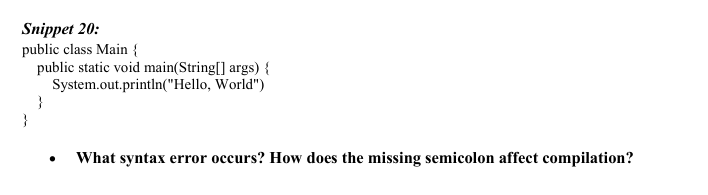 Snippet 20:
public class Main {
public static void main(String[] args) {
System.out.println("Hello, World")
}
}
• What syntax error occurs? How does the missing semicolon affect compilation?